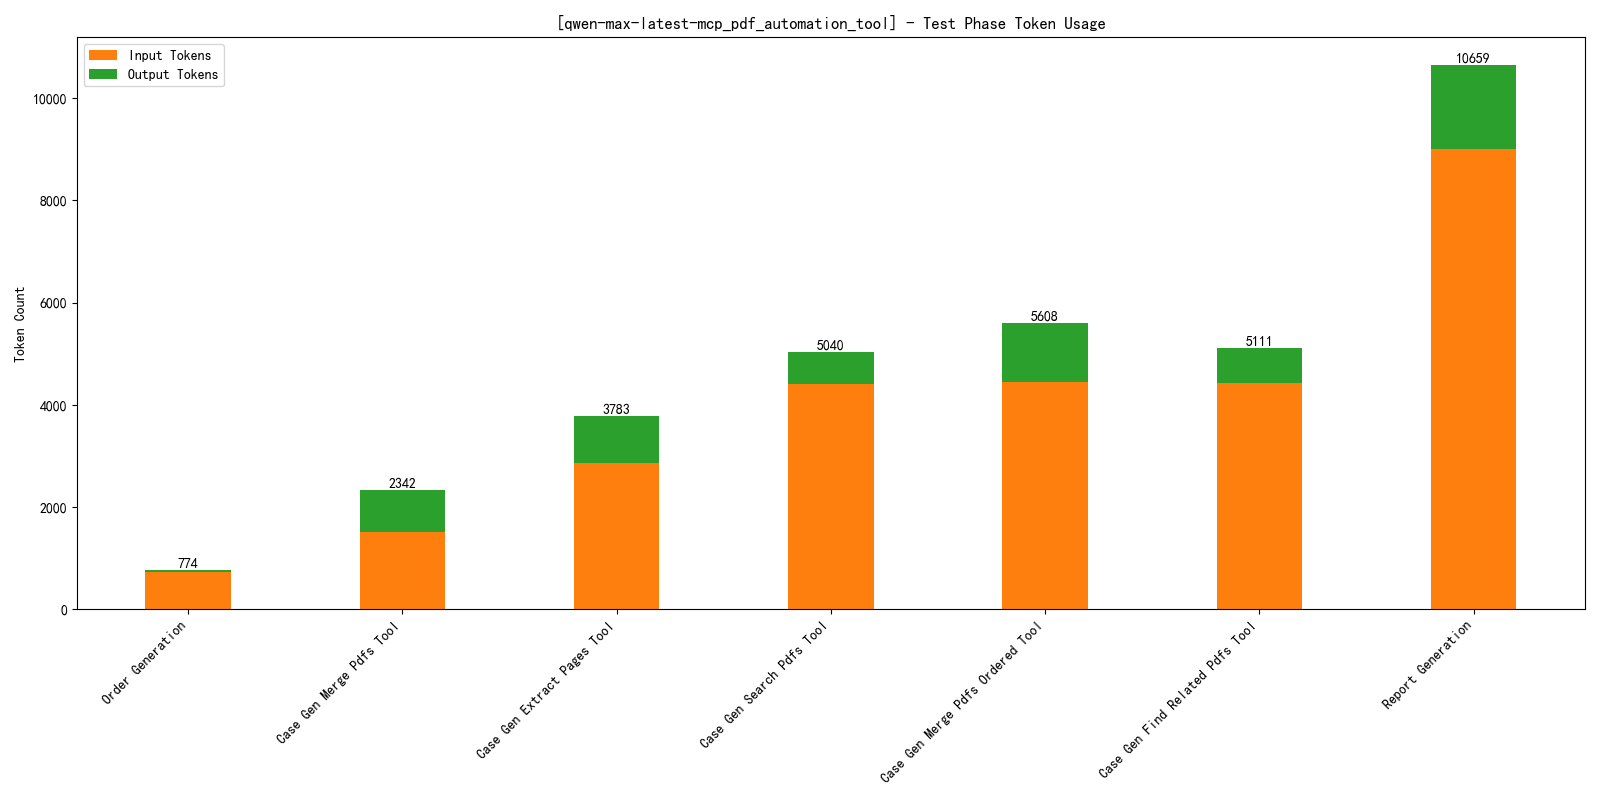 [qwen-max-latest-mcp_pdf_automation_tool] - Test Phase Token Usage
Input Tokens
Output Tokens
Token Count
10000
8000
6000
4000
2000
0
774
2342
3783
5040
5608
5111
10659
Order Generation
Case Gen Merge Pdfs Tool
Case Gen Extract Pages Tool
Case Gen Search Pdfs Tool
Case Gen Merge Pdfs Ordered Tool
Case Gen Find Related Pdfs Tool
Report Generation